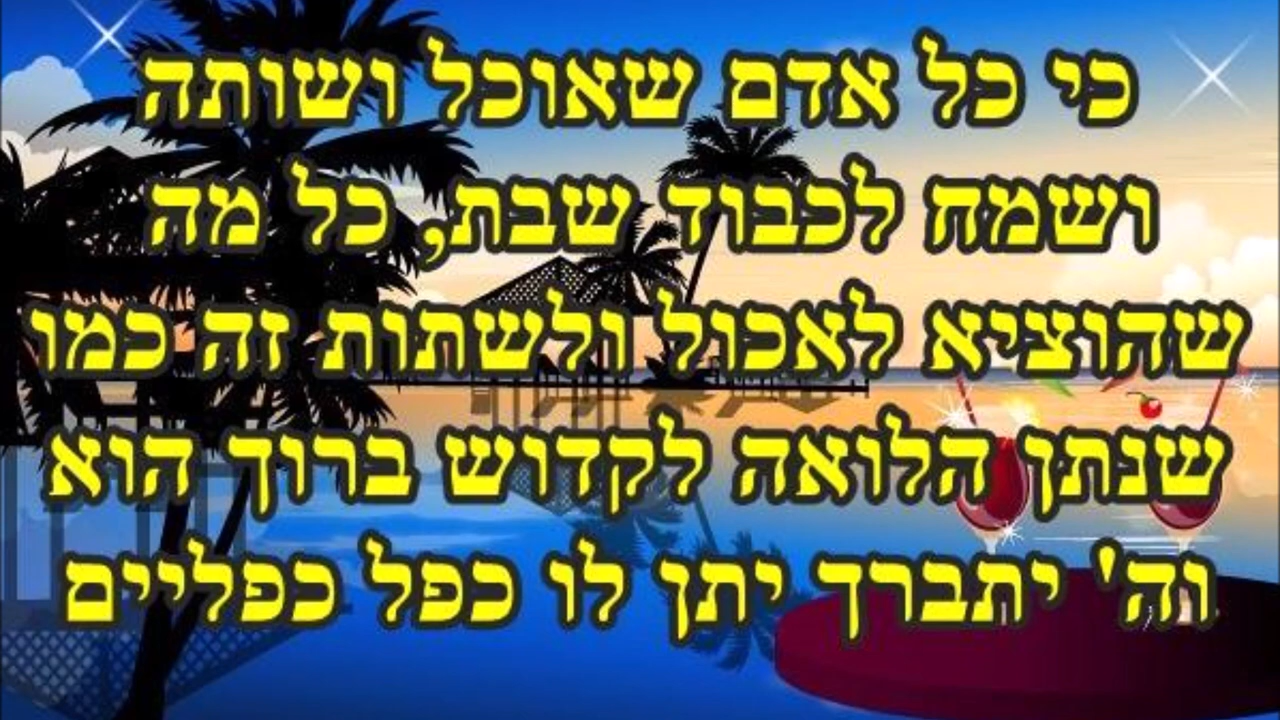 כי כל אדם שאוכל ושותה
ושמח לכבוד שבת, כל מה
שהוציא לאכול ולשתות זה כמו
שנתן הלואה לקדוש ברוך הוא
וה' יתברך יתן לו כפל כפליים